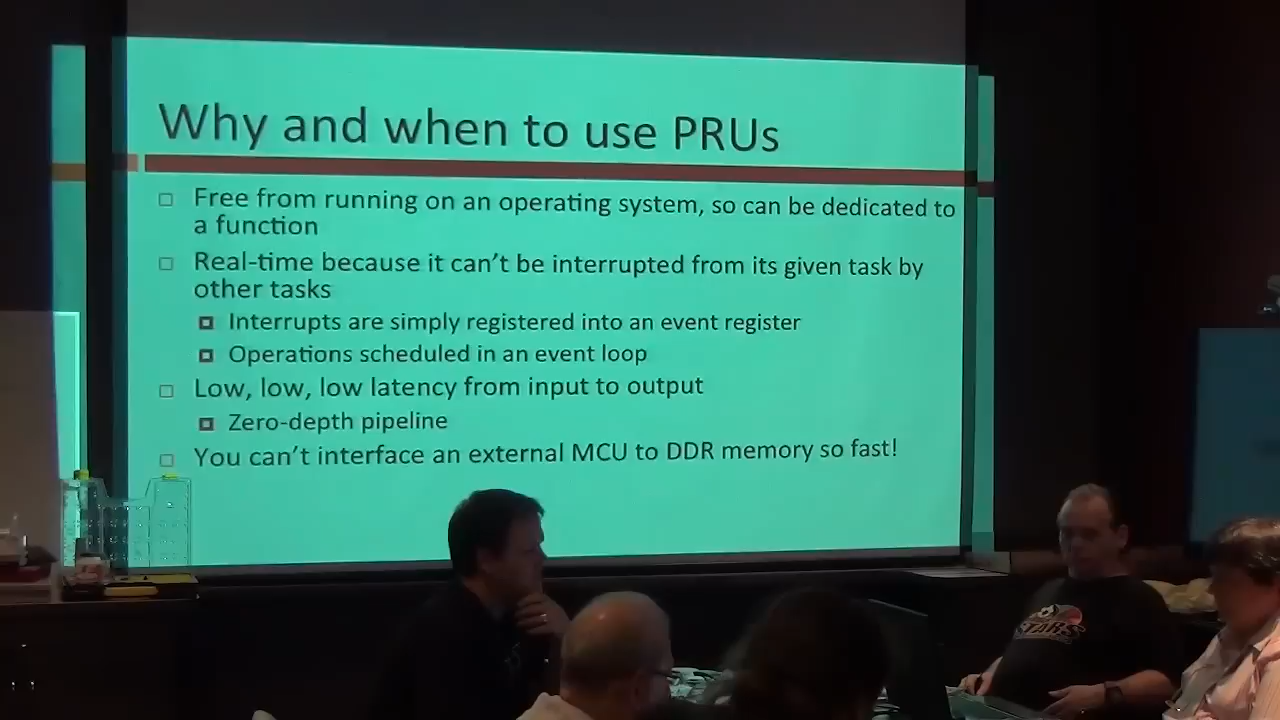 Why and when to use PRUs
Free from running on an operating system, so can be dedicated to
a function
Real-time because it can't be interrupted from its given task by
other tasks
Interrupts are simply registered into an event register
Operations scheduled in an event loop
Low, low, low latency from input to output
Zero-depth pipeline
You can't interface an external MCU to DDR memory so fast!
STARS